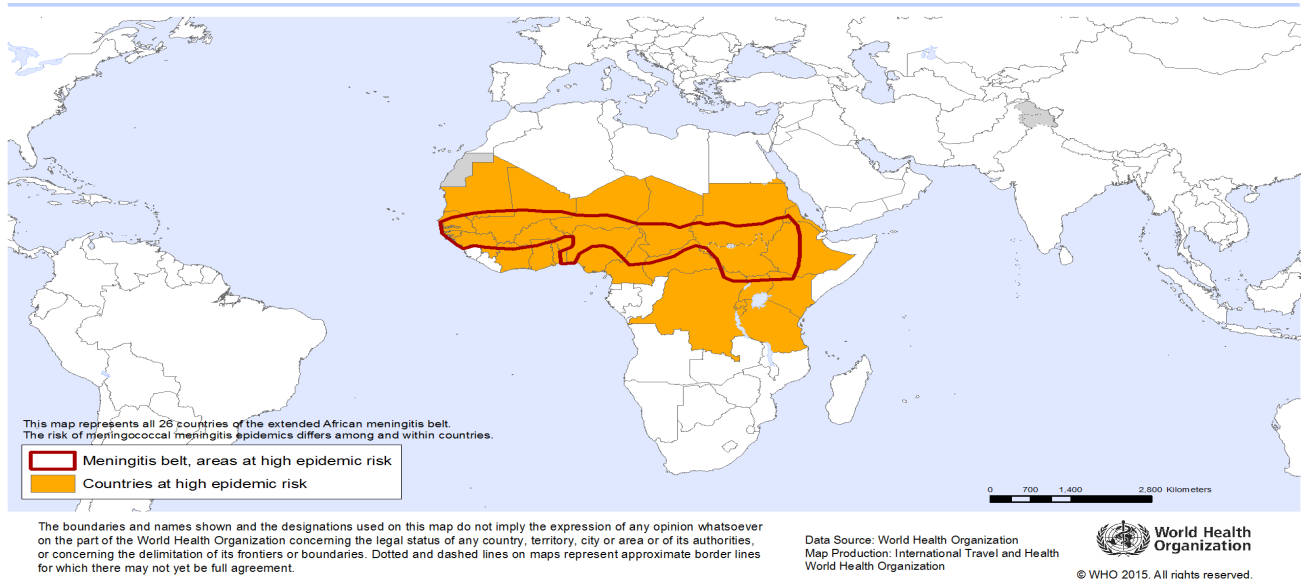 This map represents all 26 countries of the extended African meningitis belt.
The risk of meningococcal meningitis epidemics differs among and within countries.
Meningitis belt, areas at high epidemic risk
Countries at high epidemic risk
0 700 1,400 2,800 Kilometers
The boundaries and names shown and the designations used on this map do not imply the expression of any opinion whatsoever
on the part of the World Health Organization concerning the legal status of any country, territory, city or area or of its authorities,
or concerning the delimitation of its frontiers or boundaries. Dotted and dashed lines on maps represent approximate border lines
for which there may not yet be full agreement.
Data Source: World Health Organization
Map Production: International Travel and Health
World Health Organization
World Health
Organization
© WHO 2015. All rights reserved.